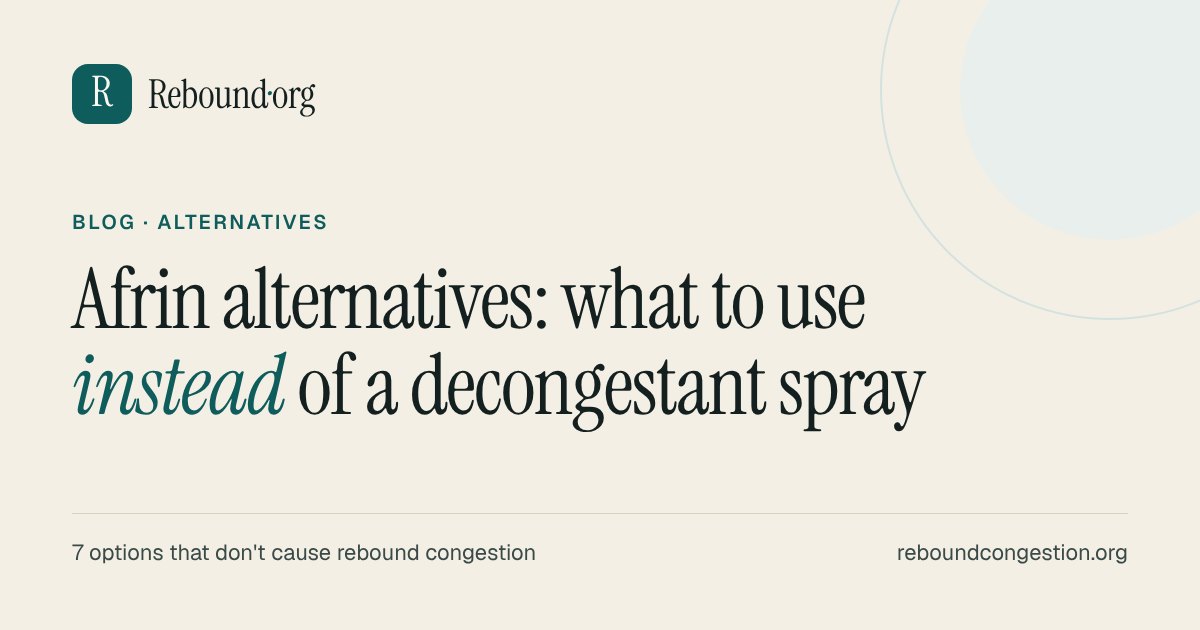 R
Rebound·org
BLOG · ALTERNATIVES
Afrin alternatives: what to use
instead of a decongestant spray
7 options that don't cause rebound congestion
reboundcongestion.org